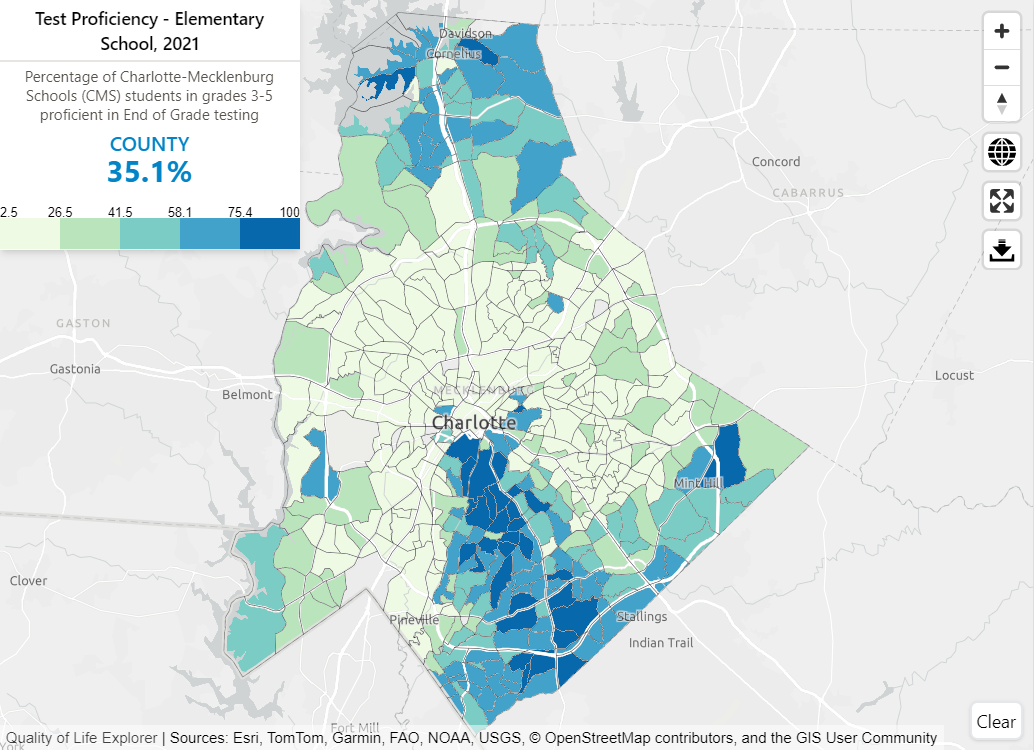 Test Proficiency - Elementary
School, 2021
Percentage of Charlotte-Mecklenburg
Schools (CMS) students in grades 3-5
proficient in End of Grade testing
COUNTY
35.1%
2.5 26.5 41.5 58.1 75.4 100
Davidson
Cornelius
Concord
CABARRUS
GASTON
Gastonia
Belmont
MECKLENBURG
Locust
Charlotte
Mint Hill
Clover
Pineville
Stallings
Indian Trail
Fort Mill
Clear
York
Quality of Life Explorer | Sources: Esri, TomTom, Garmin, FAO, NOAA, USGS, © OpenStreetMap contributors, and the GIS User Community